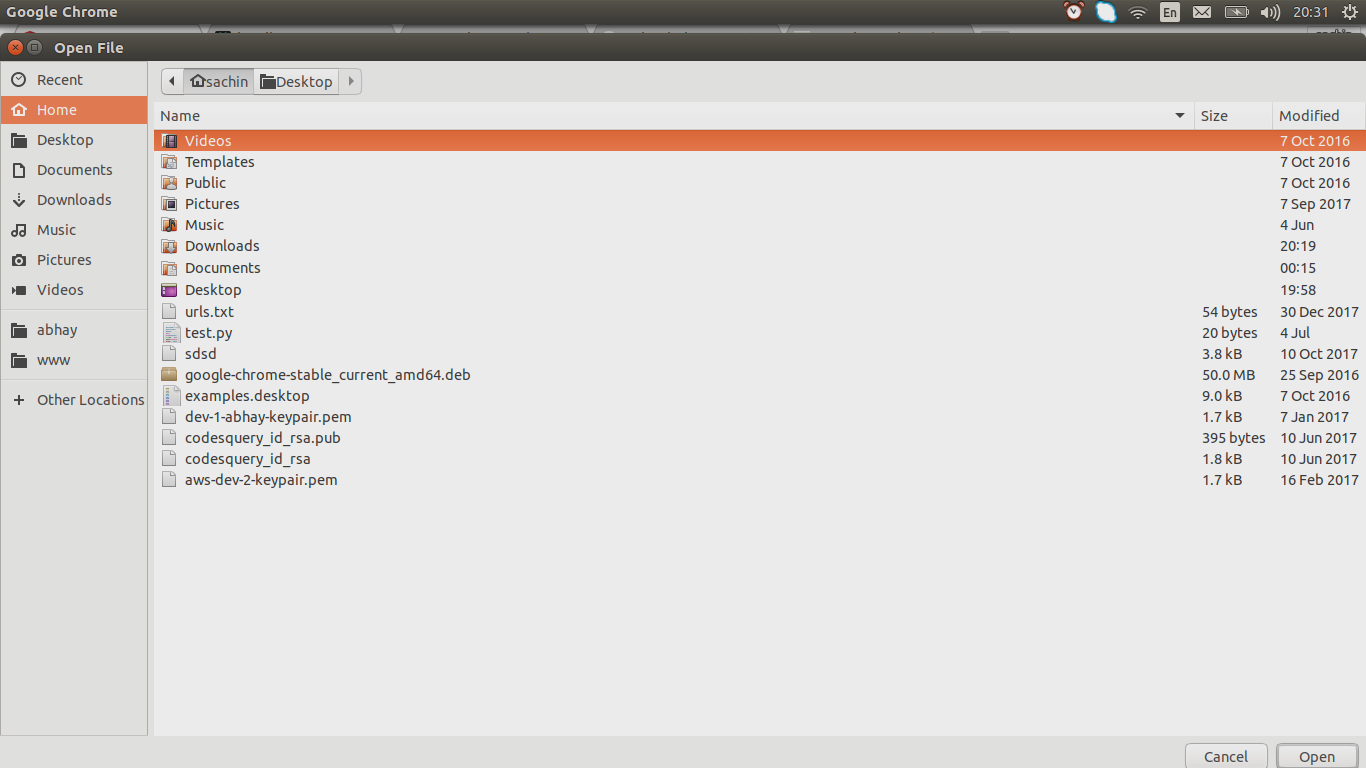 Google Chrome En 20:31
Open File
Recent
Home
Desktop
Documents
Downloads
Music
Pictures
Videos
abhay
www
Other Locations
sachin Desktop
Name Size Modified
Videos 7 Oct 2016
Templates 7 Oct 2016
Public 7 Oct 2016
Pictures 7 Sep 2017
Music 4 Jun
Downloads 20:19
Documents 00:15
Desktop 19:58
urls.txt 54 bytes 30 Dec 2017
test.py 20 bytes 4 Jul
sdsd 3.8 kB 10 Oct 2017
google-chrome-stable_current_amd64.deb 50.0 MB 25 Sep 2016
examples.desktop 9.0 kB 7 Oct 2016
dev-1-abhay-keypair.pem 1.7 kB 7 Jan 2017
codesquery_id_rsa.pub 395 bytes 10 Jun 2017
codesquery_id_rsa 1.8 kB 10 Jun 2017
aws-dev-2-keypair.pem 1.7 kB 16 Feb 2017
Cancel Open